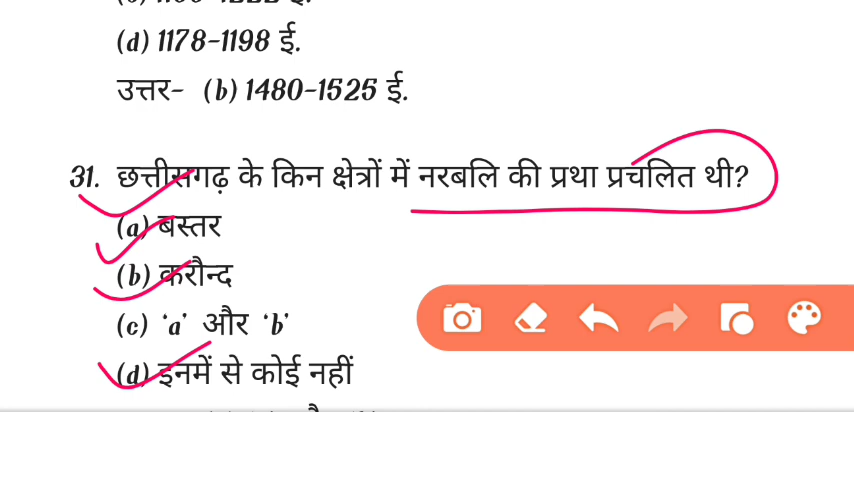 (d) 1178-1198 ई.
उत्तर- (b) 1480-1525 ई.
31. छत्तीसगढ़ के किन क्षेत्रों में नरबलि की प्रथा प्रचलित थी?
(a) बस्तर
(b) करौन्द
(c) 'a' और 'b'
(d) इनमें से कोई नहीं